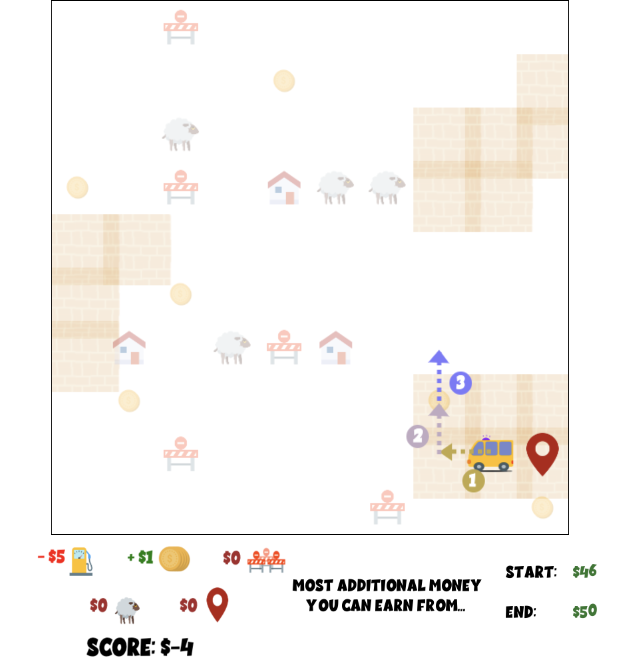 3
2
1
- $5
+ $1
$0
START: $46
MOST ADDITIONAL MONEY
YOU CAN EARN FROM...
$0
$0
END: $50
SCORE: $-4